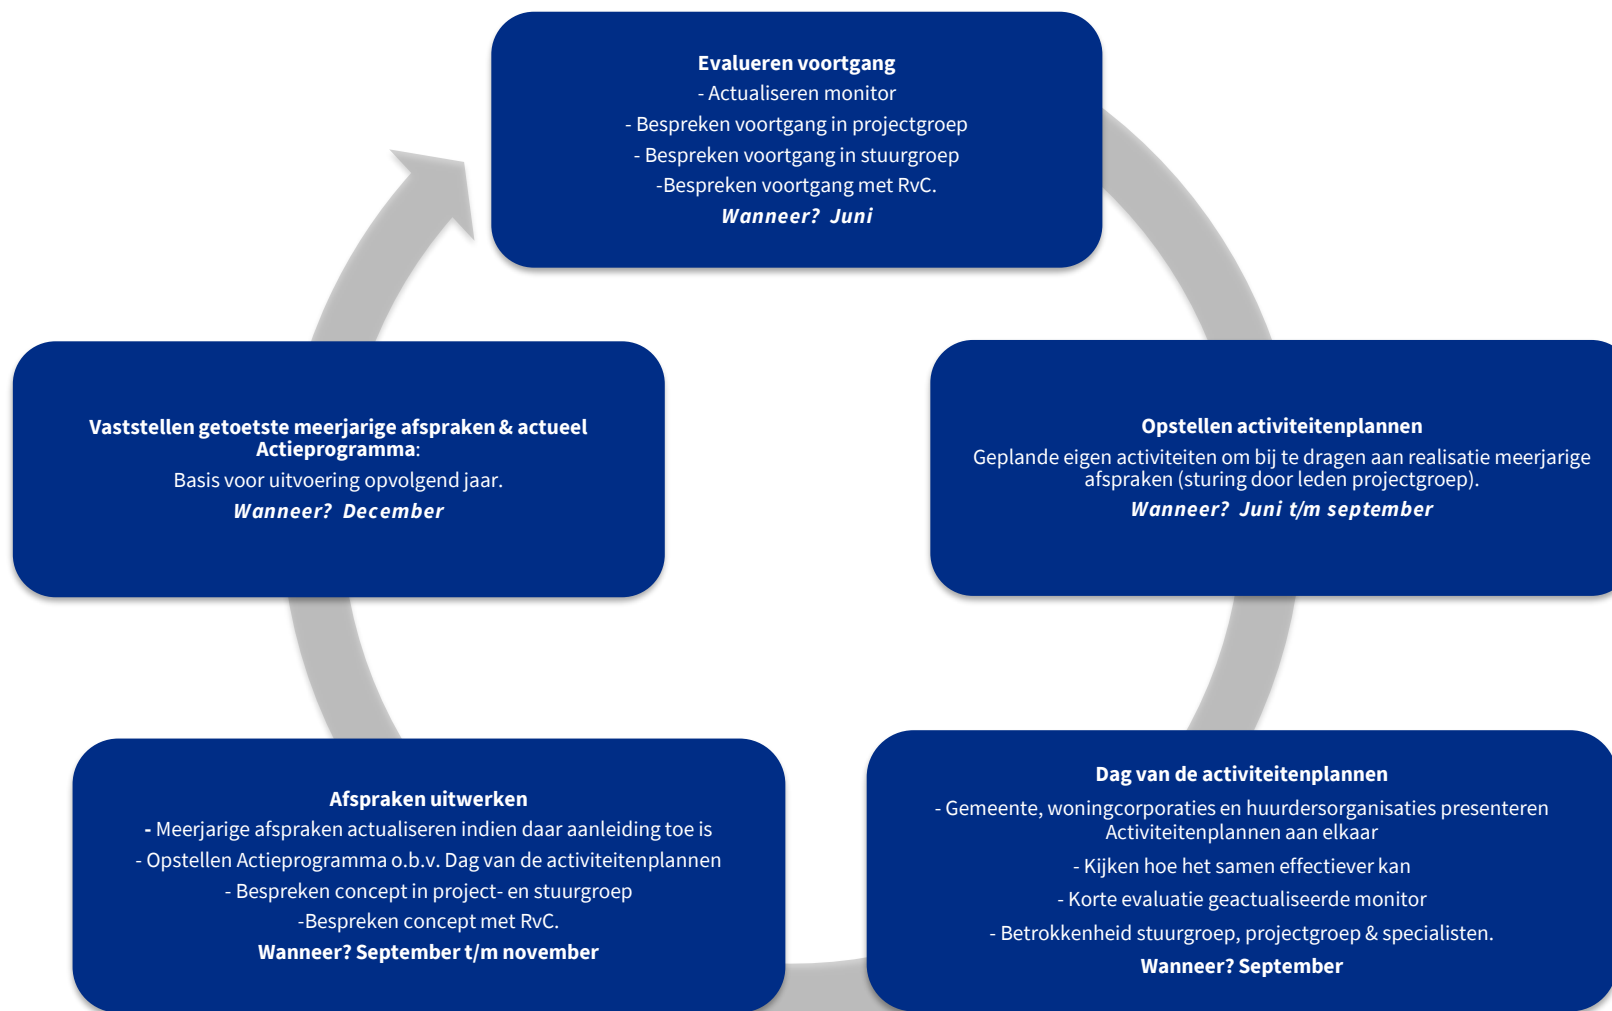 Evalueren voortgang
- Actualiseren monitor
- Bespreken voortgang in projectgroep
- Bespreken voortgang in stuurgroep
-Bespreken voortgang met RvC.
Wanneer? Juni
Opstellen activiteitenplannen
Geplande eigen activiteiten om bij te dragen aan realisatie meerjarige
afspraken (sturing door leden projectgroep).
Wanneer? Juni t/m september
Dag van de activiteitenplannen
- Gemeente, woningcorporaties en huurdersorganisaties presenteren
Activiteitenplannen aan elkaar
- Kijken hoe het samen effectiever kan
- Korte evaluatie geactualiseerde monitor
- Betrokkenheid stuurgroep, projectgroep & specialisten.
Wanneer? September
Afspraken uitwerken
- Meerjarige afspraken actualiseren indien daar aanleiding toe is
- Opstellen Actieprogramma o.b.v. Dag van de activiteitenplannen
- Bespreken concept in project- en stuurgroep
-Bespreken concept met RvC.
Wanneer? September t/m november
Vaststellen getoetste meerjarige afspraken & actueel
Actieprogramma:
Basis voor uitvoering opvolgend jaar.
Wanneer? December